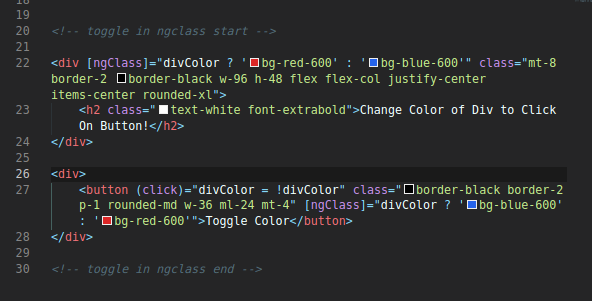 19
20 <!-- toggle in ngclass start -->
21
22 <div [ngClass]="divColor ? 'bg-red-600' : 'bg-blue-600'" class="mt-8
border-2 border-black w-96 h-48 flex flex-col justify-center
items-center rounded-xl">
23 <h2 class="text-white font-extrabold">Change Color of Div to Click
On Button!</h2>
24 </div>
25
26 <div>
27 <button (click)="divColor = !divColor" class="border-black border-2
p-1 rounded-md w-36 ml-24 mt-4" [ngClass]="divColor ? 'bg-blue-600'
: 'bg-red-600'">Toggle Color</button>
28 </div>
29
30 <!-- toggle in ngclass end -->